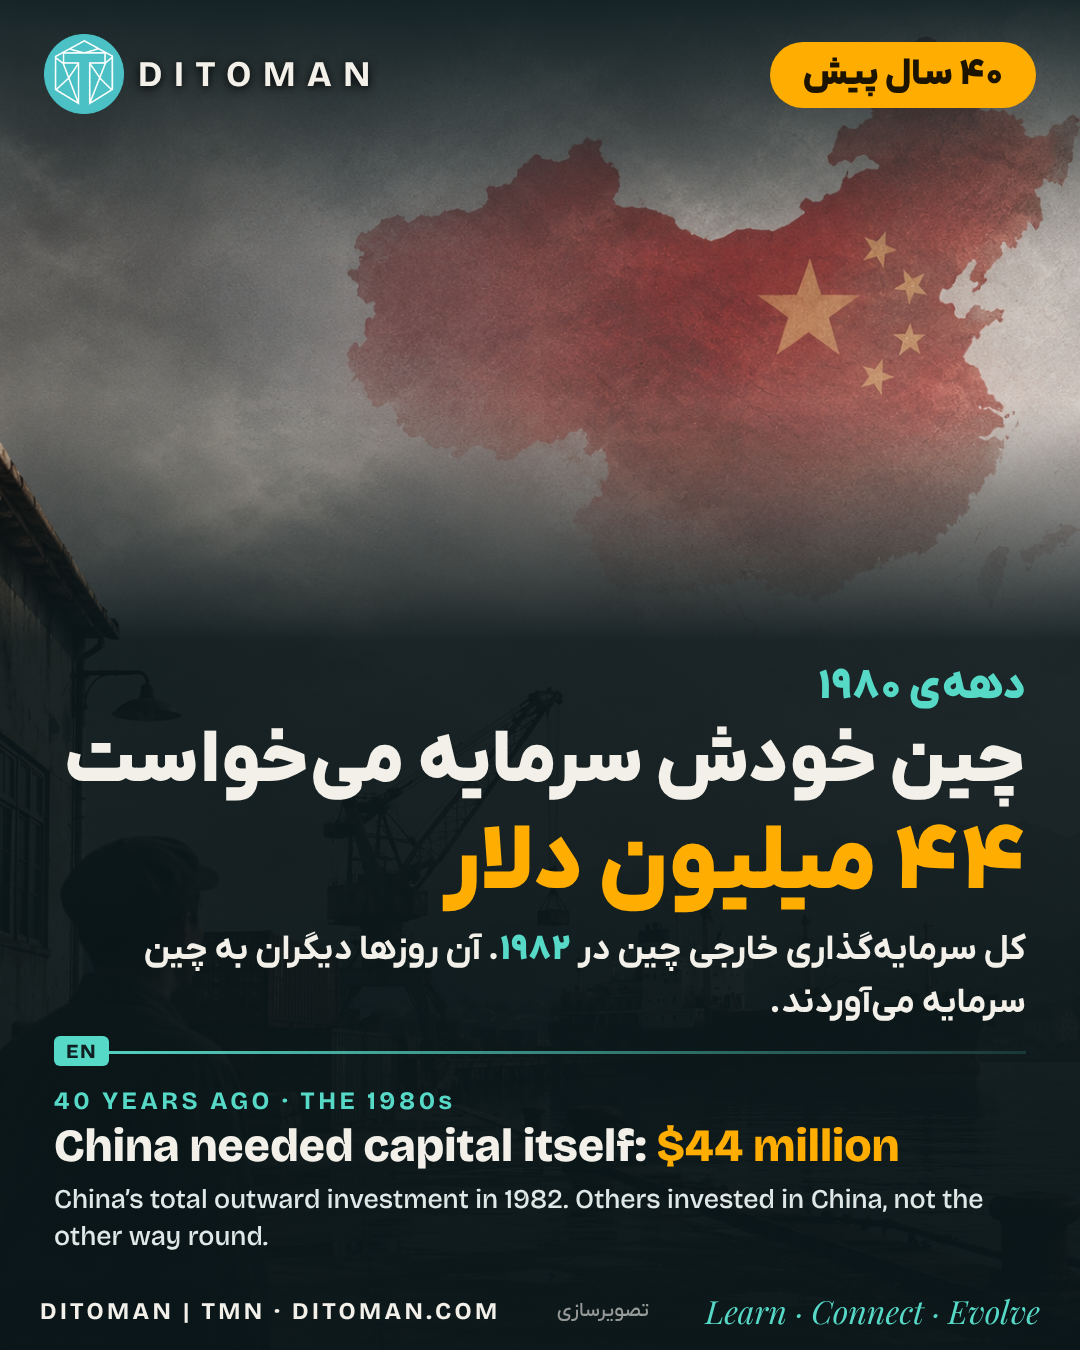 DITOMAN
۴۰ سال پیش
دهه‌ی ۱۹۸۰
چین خودش سرمایه می‌خواست
۴۴ میلیون دلار
کل سرمایه‌گذاری خارجی چین در ۱۹۸۲. آن روزها دیگران به چین
سرمایه می‌آوردند.
EN
40 YEARS AGO · THE 1980s
China needed capital itself: $44 million
China’s total outward investment in 1982. Others invested in China, not the
other way round.
DITOMAN | TMN · DITOMAN.COM
تصویرسازی
Learn · Connect · Evolve